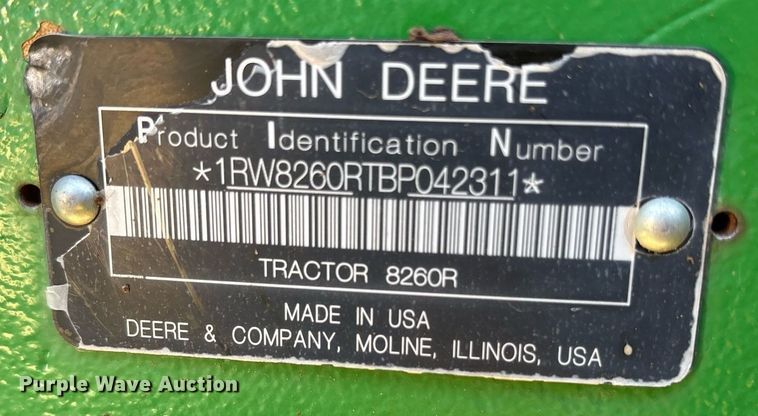 JOHN DEERE
Product Identification Number
*1RW8260RTBP042311*
TRACTOR 8260R
MADE IN USA
DEERE & COMPANY, MOLINE, ILLINOIS, USA
Purple Wave Auction